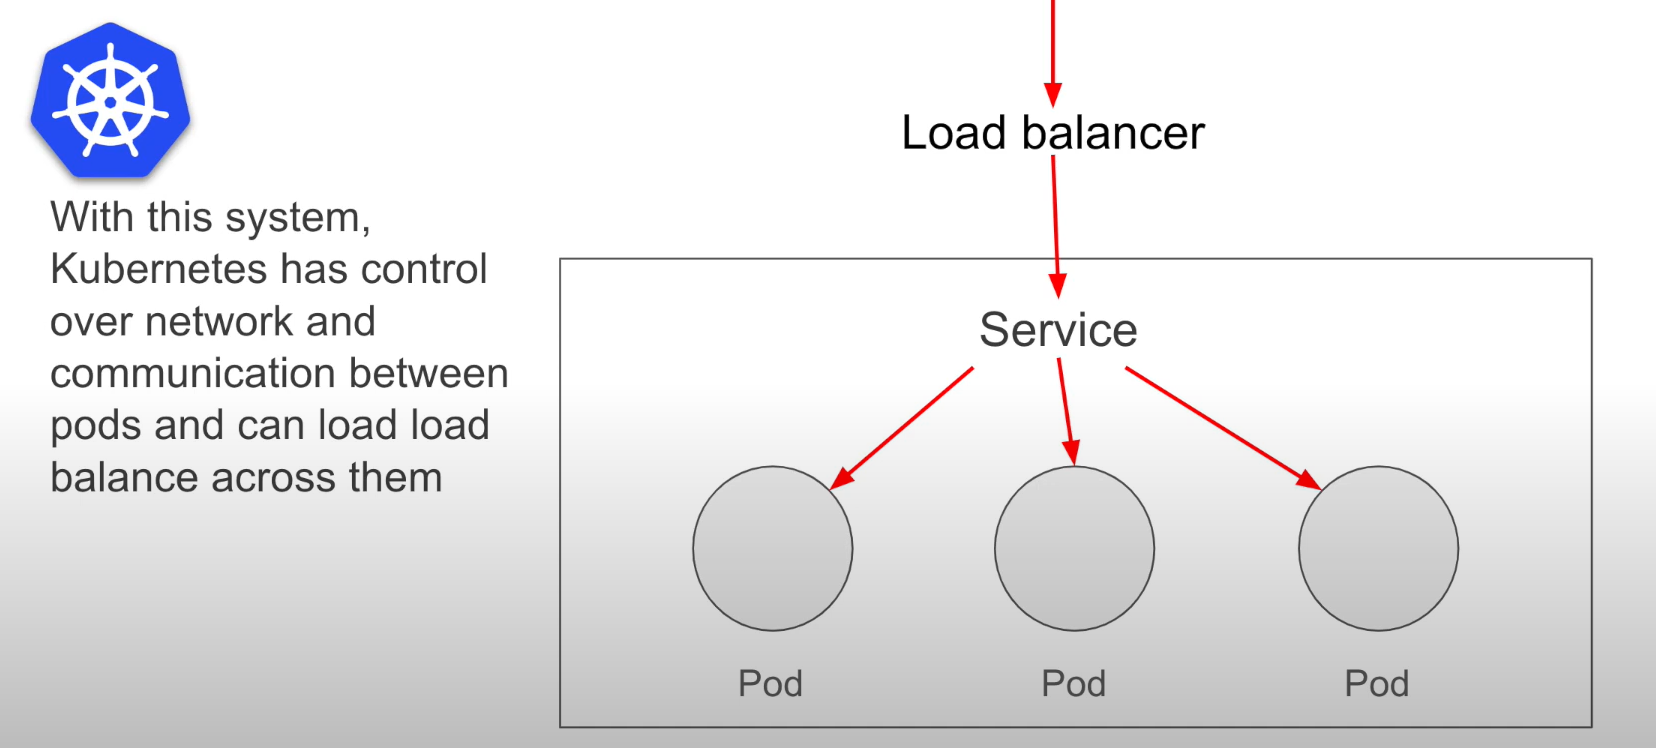 With this system,
Kubernetes has control
over network and
communication between
pods and can load load
balance across them
Load balancer
Service
Pod
Pod
Pod